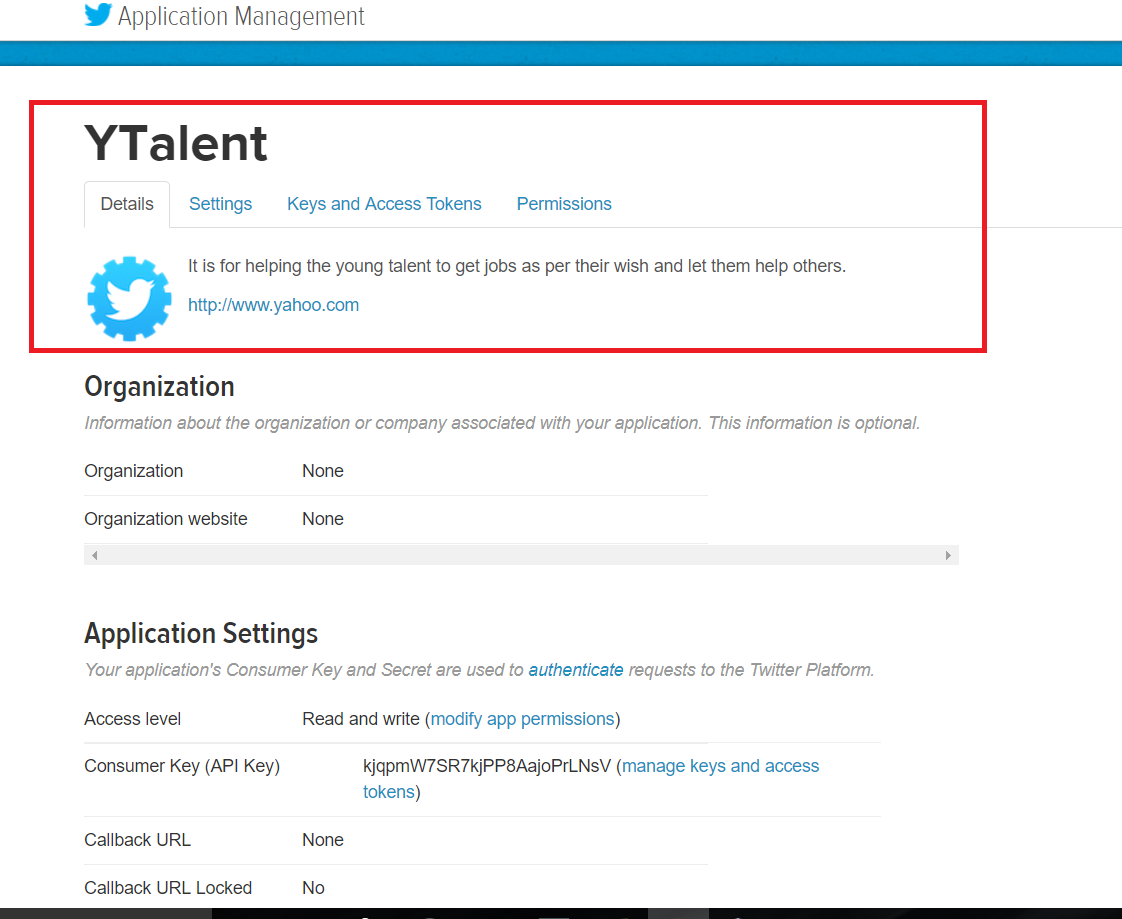 Application Management
YTalent
Details Settings Keys and Access Tokens Permissions
It is for helping the young talent to get jobs as per their wish and let them help others.
http://www.yahoo.com
Organization
Information about the organization or company associated with your application. This information is optional.
Organization None
Organization website None
Application Settings
Your application's Consumer Key and Secret are used to authenticate requests to the Twitter Platform.
Access level Read and write (modify app permissions)
Consumer Key (API Key) kjqpmW7SR7kjPP8AajoPrLNsV (manage keys and access
tokens)
Callback URL None
Callback URL Locked No